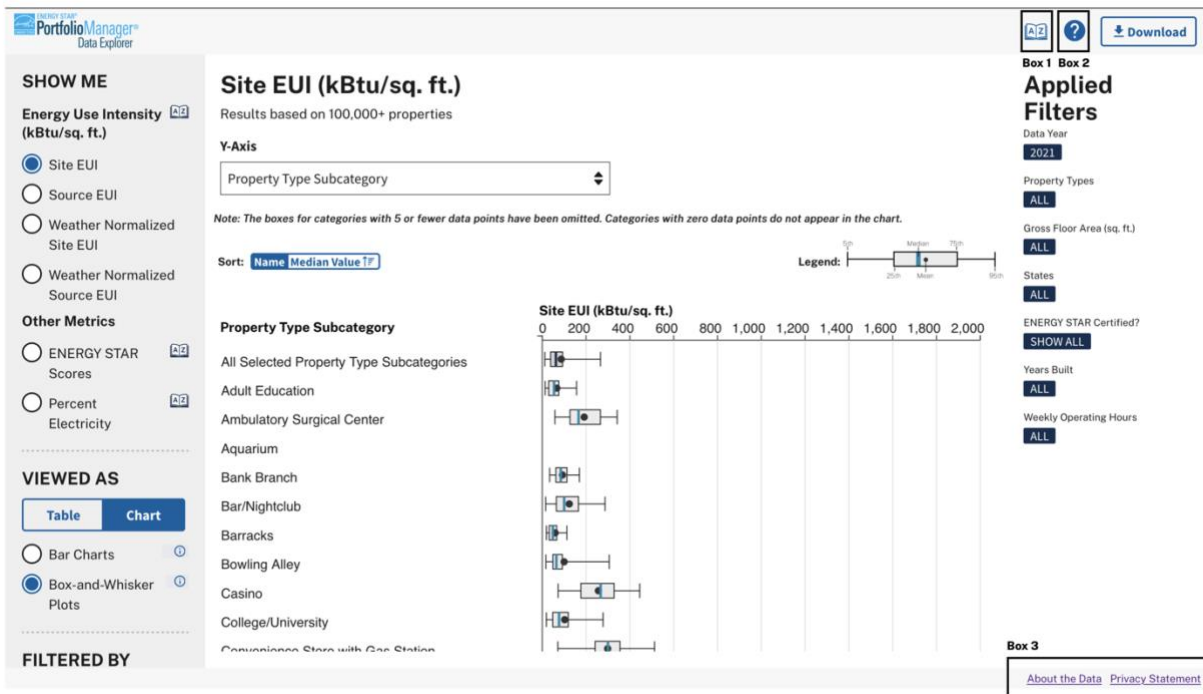 ENERGY STAR®
PortfolioManager®
Data Explorer
AZ
?
Download
Box 1 Box 2
SHOW ME
Energy Use Intensity AZ
(kBtu/sq. ft.)
Site EUI
Source EUI
Weather Normalized
Site EUI
Weather Normalized
Source EUI
Other Metrics
ENERGY STAR AZ
Scores
Percent AZ
Electricity
VIEWED AS
Table Chart
Bar Charts i
Box-and-Whisker i
Plots
FILTERED BY
Site EUI (kBtu/sq. ft.)
Results based on 100,000+ properties
Y-Axis
Property Type Subcategory
Note: The boxes for categories with 5 or fewer data points have been omitted. Categories with zero data points do not appear in the chart.
Sort: Name Median Value
Legend:
5th Median 75th
25th Mean 95th
Site EUI (kBtu/sq. ft.)
Property Type Subcategory
0 200 400 600 800 1,000 1,200 1,400 1,600 1,800 2,000
All Selected Property Type Subcategories
Adult Education
Ambulatory Surgical Center
Aquarium
Bank Branch
Bar/Nightclub
Barracks
Bowling Alley
Casino
College/University
Convenience Store with Gas Station
Applied
Filters
Data Year
2021
Property Types
ALL
Gross Floor Area (sq. ft.)
ALL
States
ALL
ENERGY STAR Certified?
SHOW ALL
Years Built
ALL
Weekly Operating Hours
ALL
Box 3
About the Data Privacy Statement